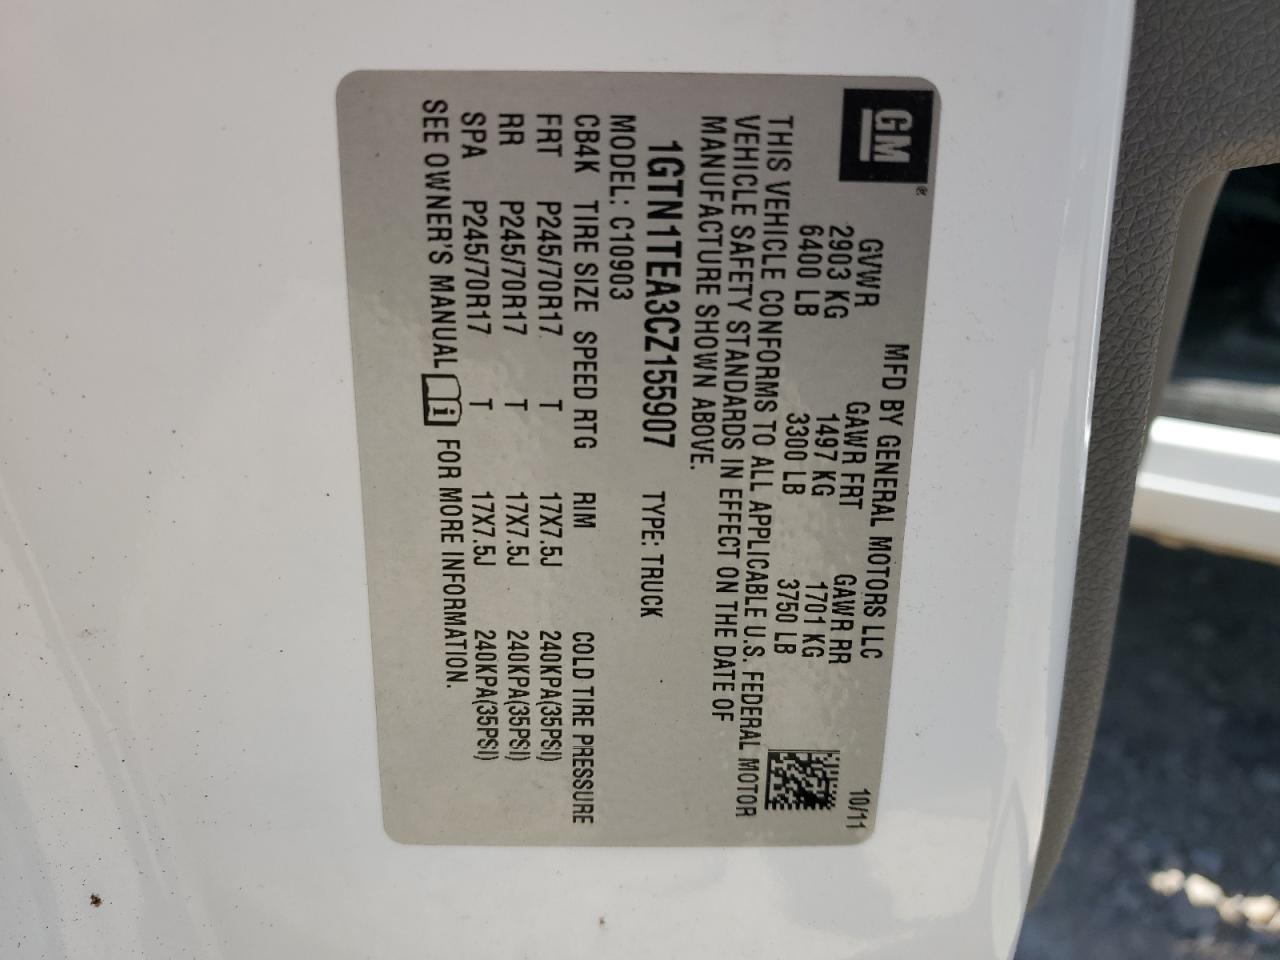 GM®
MFD BY GENERAL MOTORS LLC 10/11
GVWR GAWR FRT GAWR RR
2903 KG 1497 KG 1701 KG
6400 LB 3300 LB 3750 LB
THIS VEHICLE CONFORMS TO ALL APPLICABLE U.S. FEDERAL MOTOR
VEHICLE SAFETY STANDARDS IN EFFECT ON THE DATE OF
MANUFACTURE SHOWN ABOVE.
1GTN1TEA3CZ155907 TYPE: TRUCK
MODEL: C10903
CB4K TIRE SIZE SPEED RTG RIM COLD TIRE PRESSURE
FRT P245/70R17 T 17X7.5J 240KPA(35PSI)
RR P245/70R17 T 17X7.5J 240KPA(35PSI)
SPA P245/70R17 T 17X7.5J 240KPA(35PSI)
SEE OWNER'S MANUAL i FOR MORE INFORMATION.